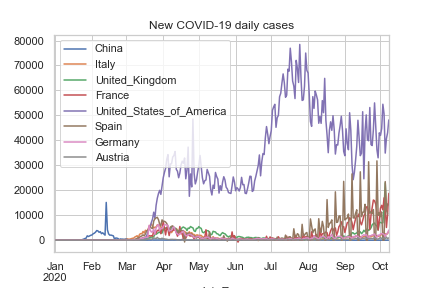 New COVID-19 daily cases
80000
70000
60000
50000
40000
30000
20000
10000
0
China
Italy
United_Kingdom
France
United_States_of_America
Spain
Germany
Austria
Jan Feb Mar Apr May Jun Jul Aug Sep Oct
2020